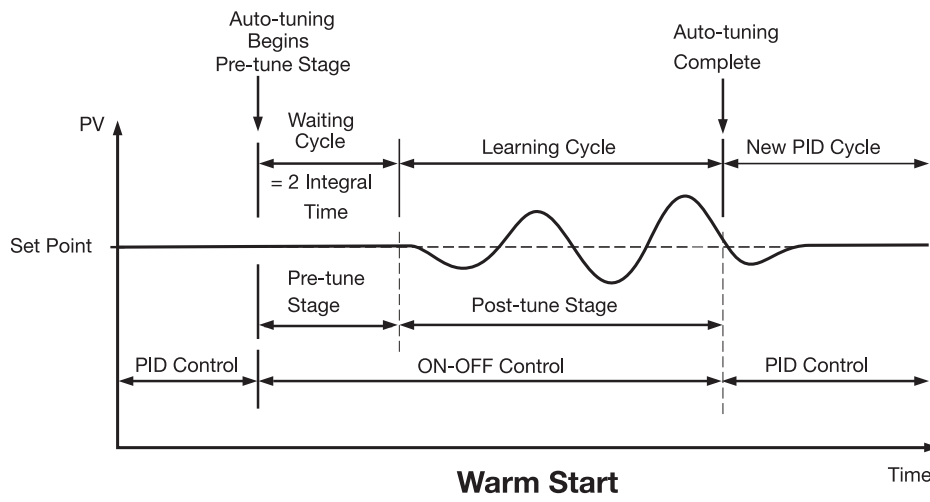 Auto-tuning
Begins
Pre-tune Stage
Auto-tuning
Complete
PV
Waiting
Cycle
Learning Cycle
New PID Cycle
= 2 Integral
Time
Set Point
Pre-tune
Stage
Post-tune Stage
PID Control
ON-OFF Control
PID Control
Warm Start
Time